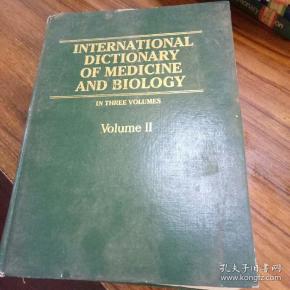 INTERNATIONAL
DICTIONARY
OF MEDICINE
AND BIOLOGY
IN THREE VOLUMES
Volume II
孔夫子旧书网